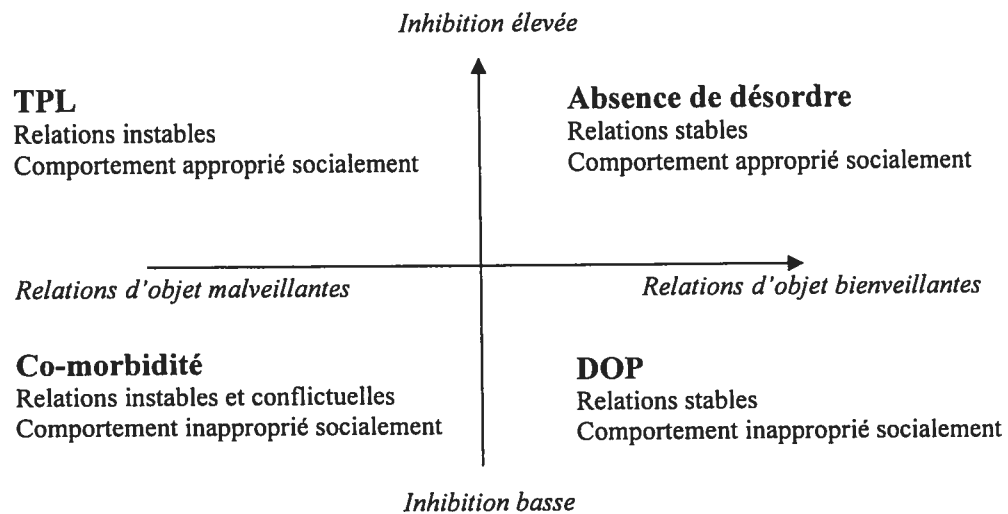 Inhibition élevée
TPL
Relations instables
Comportement approprié socialement
Absence de désordre
Relations stables
Comportement approprié socialement
Relations d'objet malveillantes
Relations d'objet bienveillantes
Co-morbidité
Relations instables et conflictuelles
Comportement inapproprié socialement
DOP
Relations stables
Comportement inapproprié socialement
Inhibition basse